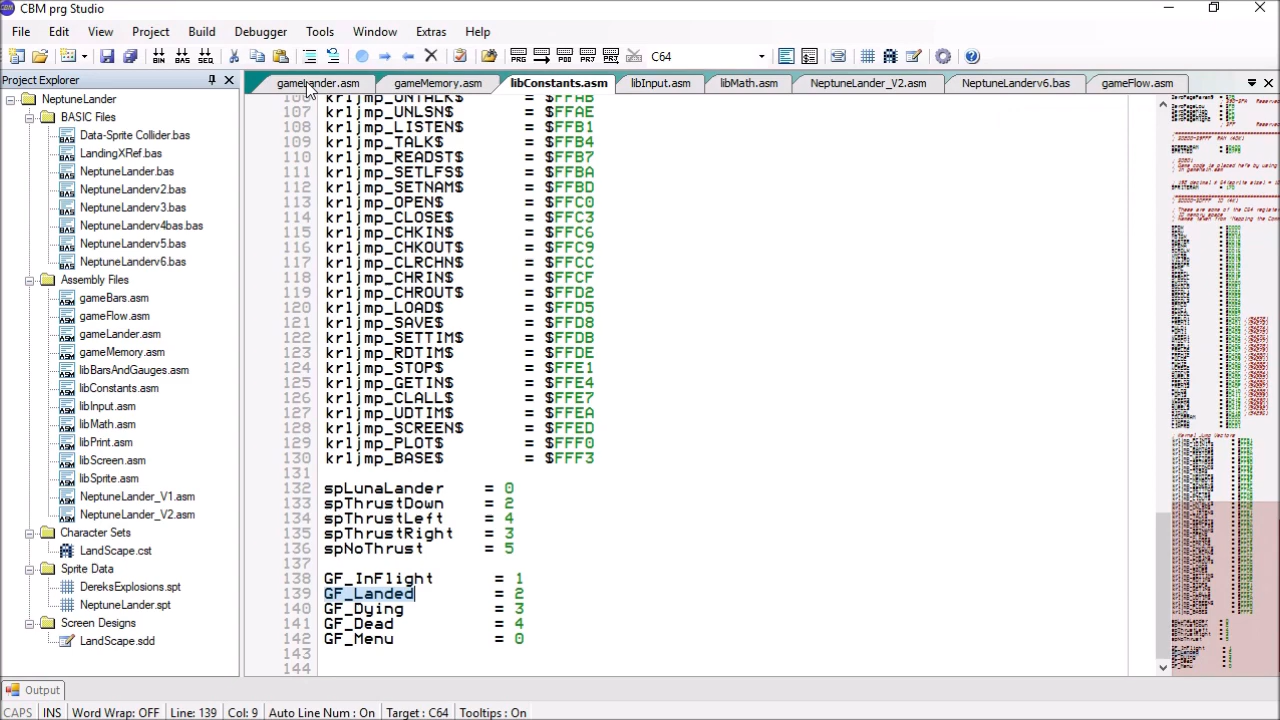 CBM prg Studio
File Edit View Project Build Debugger Tools Window Extras Help
C64
Project Explorer
gameLander.asm gameMemory.asm libConstants.asm libInput.asm libMath.asm NeptuneLander_V2.asm NeptuneLanderv6.bas gameFlow.asm
NeptuneLander
BASIC Files
Data-Sprite Collider.bas
LandingXRef.bas
NeptuneLander.bas
NeptuneLanderv2.bas
NeptuneLanderv3.bas
NeptuneLanderv4bas.bas
NeptuneLanderv5.bas
NeptuneLanderv6.bas
Assembly Files
gameBars.asm
gameFlow.asm
gameLander.asm
gameMemory.asm
libBarsAndGauges.asm
libConstants.asm
libInput.asm
libMath.asm
libPrint.asm
libScreen.asm
libSprite.asm
NeptuneLander_V1.asm
NeptuneLander_V2.asm
Character Sets
LandScape.cst
Sprite Data
DereksExplosions.spt
NeptuneLander.spt
Screen Designs
LandScape.sdd
106 krljmp_UNTALK$ = $FFAB
107 krljmp_UNLSN$ = $FFAE
108 krljmp_LISTEN$ = $FFB1
109 krljmp_TALK$ = $FFB4
110 krljmp_READST$ = $FFB7
111 krljmp_SETLFS$ = $FFBA
112 krljmp_SETNAM$ = $FFBD
113 krljmp_OPEN$ = $FFC0
114 krljmp_CLOSE$ = $FFC3
115 krljmp_CHKIN$ = $FFC6
116 krljmp_CHKOUT$ = $FFC9
117 krljmp_CLRCHN$ = $FFCC
118 krljmp_CHRIN$ = $FFCF
119 krljmp_CHROUT$ = $FFD2
120 krljmp_LOAD$ = $FFD5
121 krljmp_SAVE$ = $FFD8
122 krljmp_SETTIM$ = $FFDB
123 krljmp_RDTIM$ = $FFDE
124 krljmp_STOP$ = $FFE1
125 krljmp_GETIN$ = $FFE4
126 krljmp_CLALL$ = $FFE7
127 krljmp_UDTIM$ = $FFEA
128 krljmp_SCREEN$ = $FFED
129 krljmp_PLOT$ = $FFF0
130 krljmp_BASE$ = $FFF3
131
132 spLunaLander = 0
133 spThrustDown = 2
134 spThrustLeft = 4
135 spThrustRight = 3
136 spNoThrust = 5
137
138 GF_InFlight = 1
139 GF_Landed = 2
140 GF_Dying = 3
141 GF_Dead = 4
142 GF_Menu = 0
143
144
Output
CAPS INS Word Wrap: OFF Line: 139 Col: 9 Auto Line Num : On Target : C64 Tooltips : On